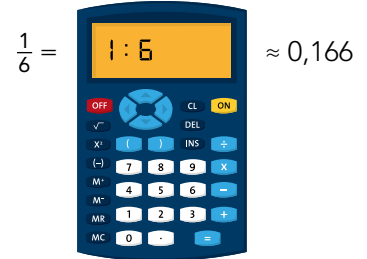 1/6 = 1:6 ≈ 0,166
OFF CL ON
√‾ DEL
X² ( ) INS ÷
(−) 7 8 9 X
M⁺ 4 5 6 −
M⁻ 1 2 3 +
MR
MC 0 · =